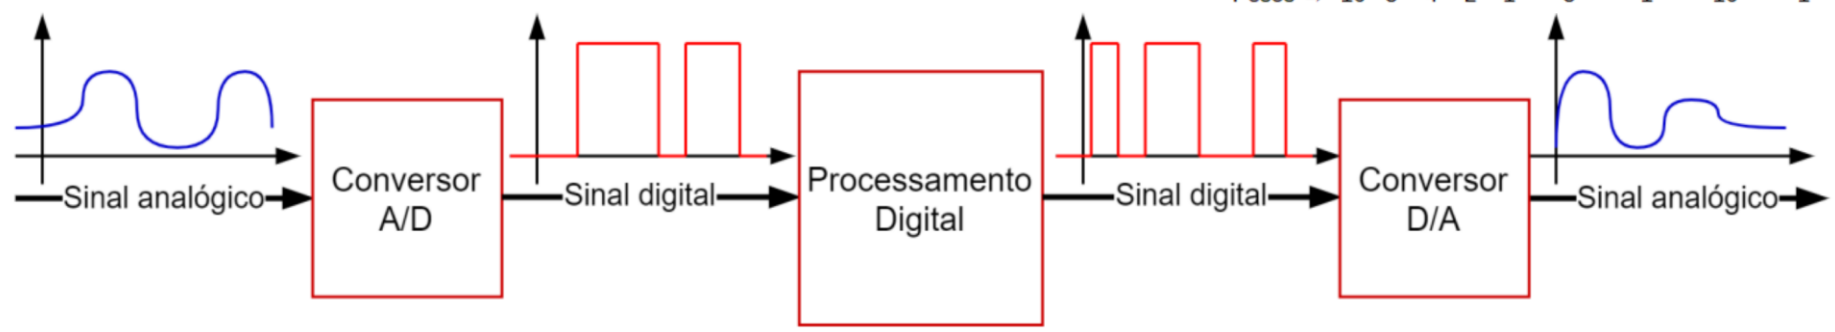 Sinal analógico
Conversor
A/D
Sinal digital
Processamento
Digital
Sinal digital
Conversor
D/A
Sinal analógico